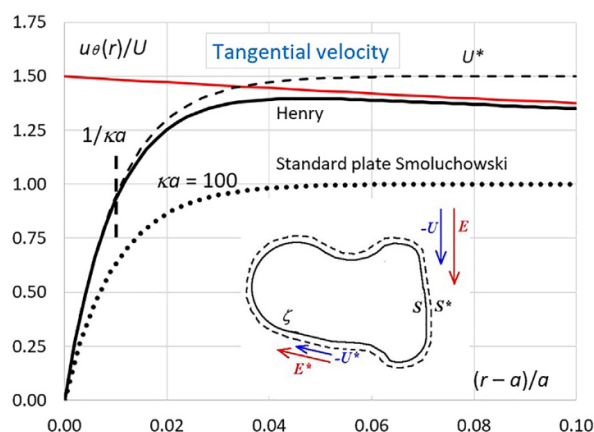 1.75
u_θ(r)/U
Tangential velocity
U*
1.50
1.25
Henry
1/κa
Standard plate Smoluchowski
κa = 100
1.00
-U
E
0.75
0.50
S
S*
ζ
-U*
E*
0.25
(r – a)/a
0.00
0.00 0.02 0.04 0.06 0.08 0.10